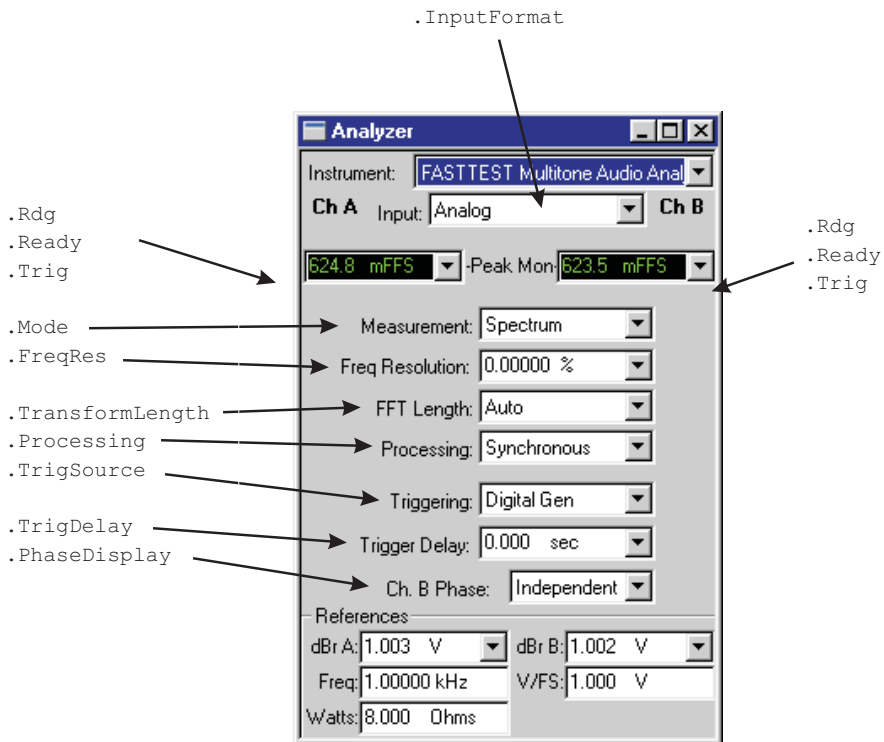 .InputFormat
Analyzer
Instrument: FASTTEST Multitone Audio Anal
Ch A Input: Analog Ch B
.Rdg
.Ready
.Trig
.Rdg
.Ready
.Trig
624.8 mFFS -Peak Mon- 623.5 mFFS
.Mode
Measurement: Spectrum
.FreqRes
Freq Resolution: 0.00000 %
.TransformLength
FFT Length: Auto
.Processing
Processing: Synchronous
.TrigSource
Triggering: Digital Gen
.TrigDelay
Trigger Delay: 0.000 sec
.PhaseDisplay
Ch. B Phase: Independent
References
dBr A: 1.003 V dBr B: 1.002 V
Freq: 1.00000 kHz V/FS: 1.000 V
Watts: 8.000 Ohms